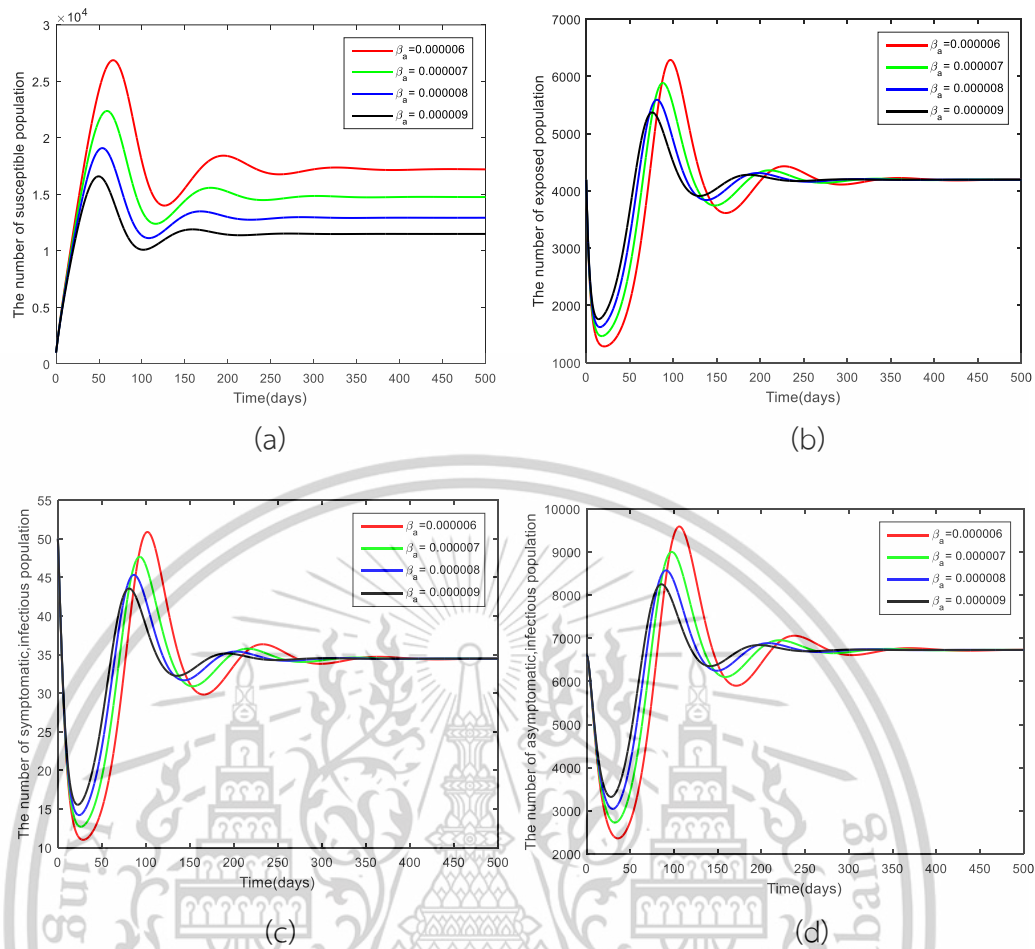 ×10⁴
3
2.5
2
1.5
1
0.5
0
0 50 100 150 200 250 300 350 400 450 500
The number of susceptible population
Time(days)
β_a=0.000006
β_a= 0.000007
β_a= 0.000008
β_a= 0.000009
(a)
7000
6000
5000
4000
3000
2000
1000
0 50 100 150 200 250 300 350 400 450 500
The number of exposed population
Time(days)
β_a=0.000006
β_a= 0.000007
β_a= 0.000008
β_a= 0.000009
(b)
55
50
45
40
35
30
25
20
15
10
0 50 100 150 200 250 300 350 400 450 500
The number of symptomatic,infectious population
Time(days)
β_a=0.000006
β_a= 0.000007
β_a= 0.000008
β_a= 0.000009
(c)
10000
9000
8000
7000
6000
5000
4000
3000
2000
0 50 100 150 200 250 300 350 400 450 500
The number of asymptomatic,infectious population
Time(days)
β_a=0.000006
β_a= 0.000007
β_a= 0.000008
β_a= 0.000009
(d)
King
bang